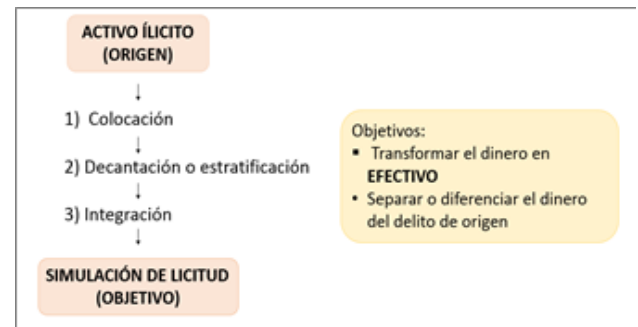 ACTIVO ÍLICITO
(ORIGEN)
1) Colocación
2) Decantación o estratificación
3) Integración
SIMULACIÓN DE LICITUD
(OBJETIVO)
Objetivos:
▪ Transformar el dinero en
EFECTIVO
• Separar o diferenciar el dinero
del delito de origen